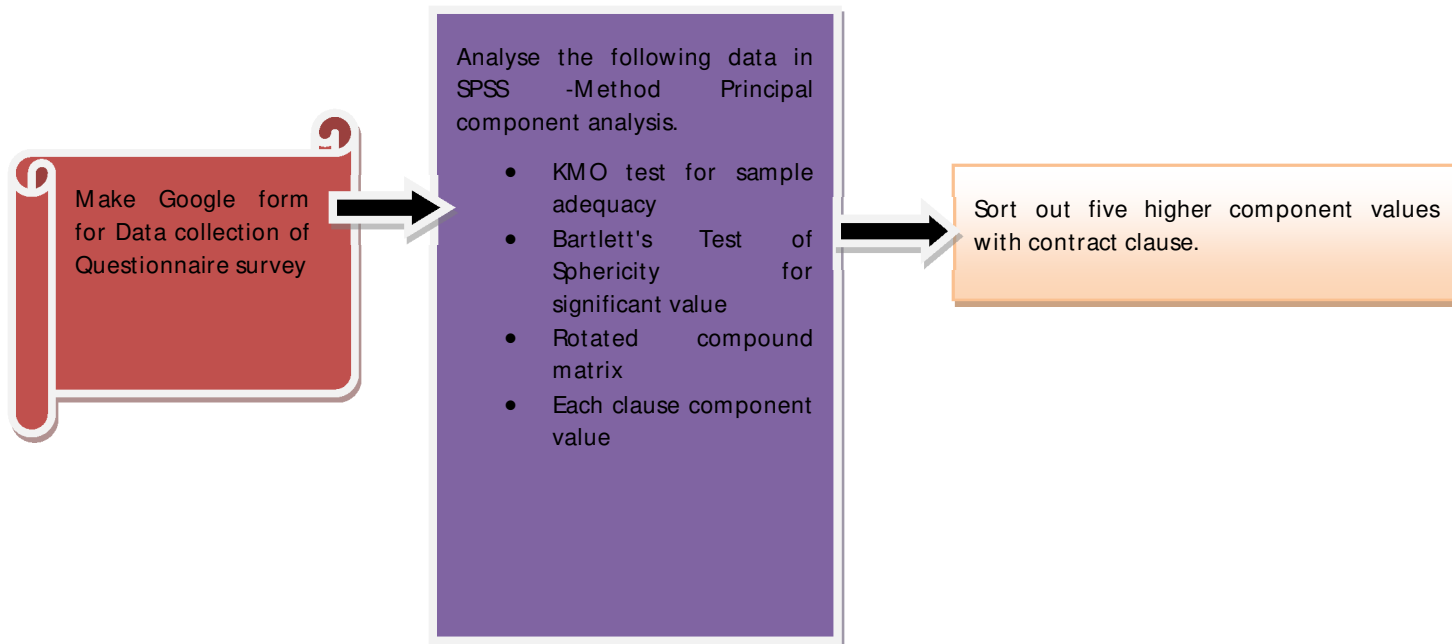 Make Google form
for Data collection of
Questionnaire survey
Analyse the following data in
SPSS -Method Principal
component analysis.
• KMO test for sample
adequacy
• Bartlett's Test of
Sphericity for
significant value
• Rotated compound
matrix
• Each clause component
value
Sort out five higher component values
with contract clause.